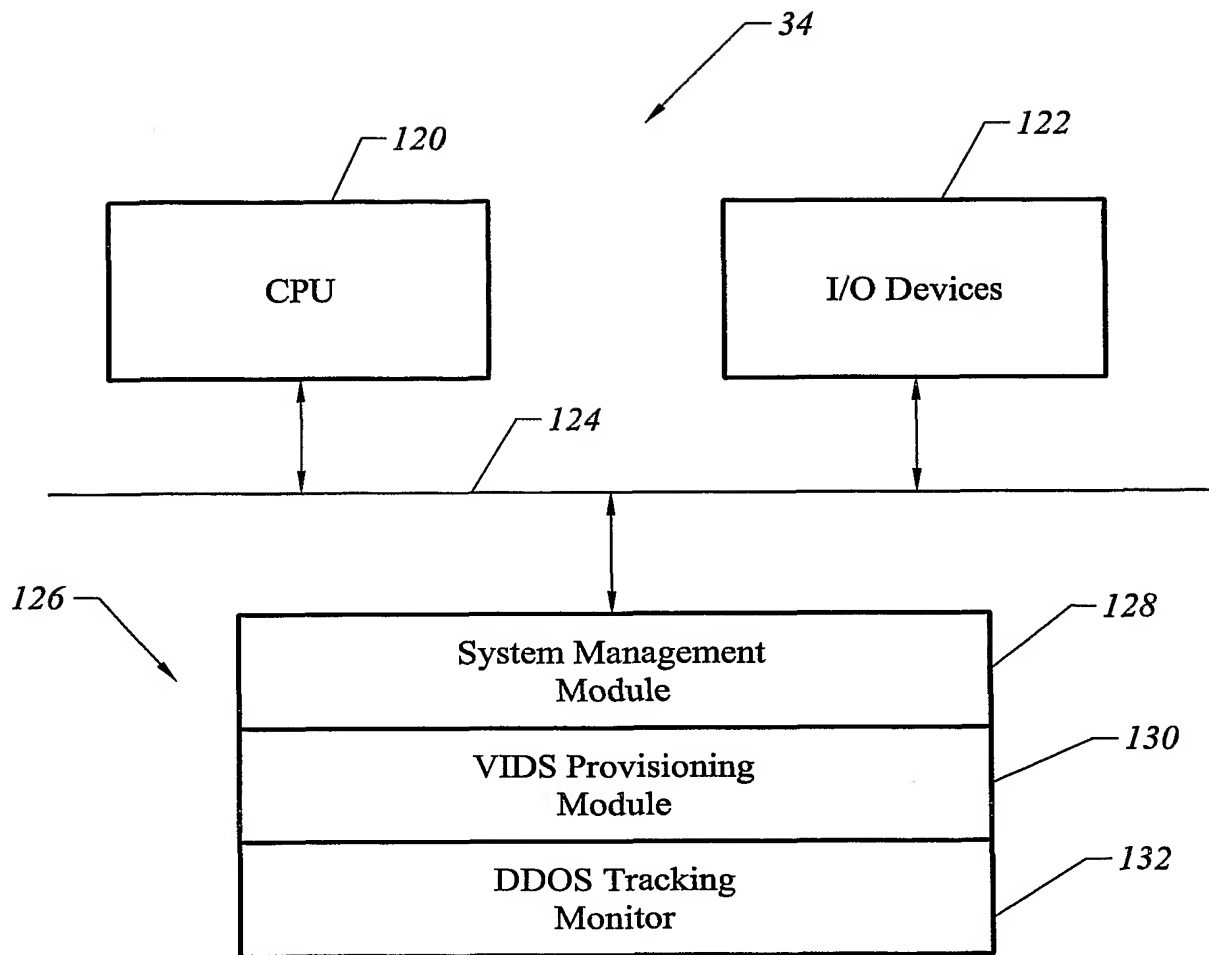 34
120
122
CPU
I/O Devices
124
126
128
System Management
Module
130
VIDS Provisioning
Module
132
DDOS Tracking
Monitor